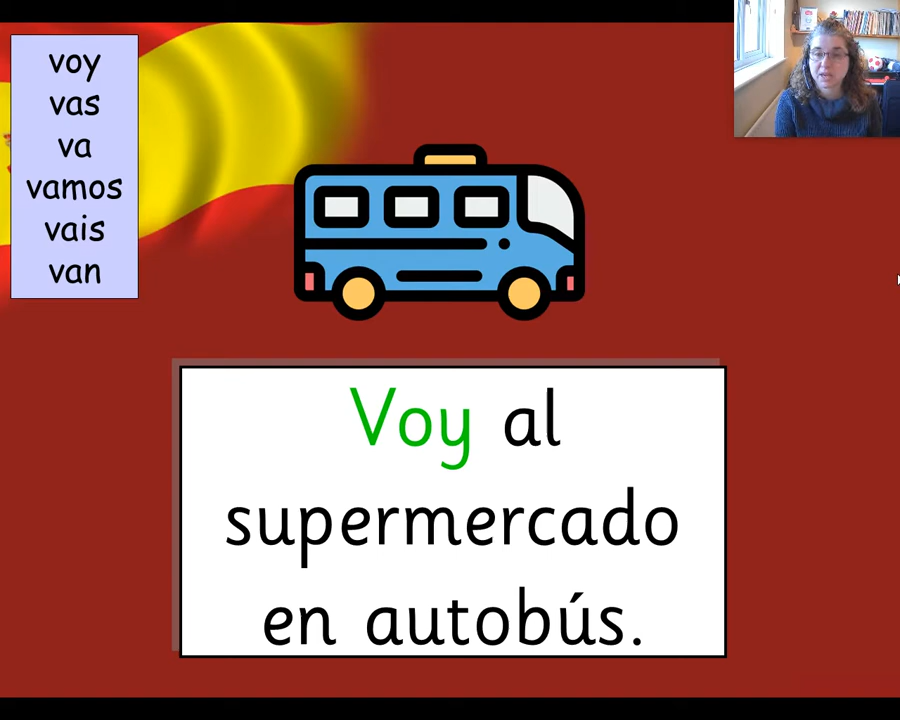 voy
vas
va
vamos
vais
van
Voy al
supermercado
en autobús.